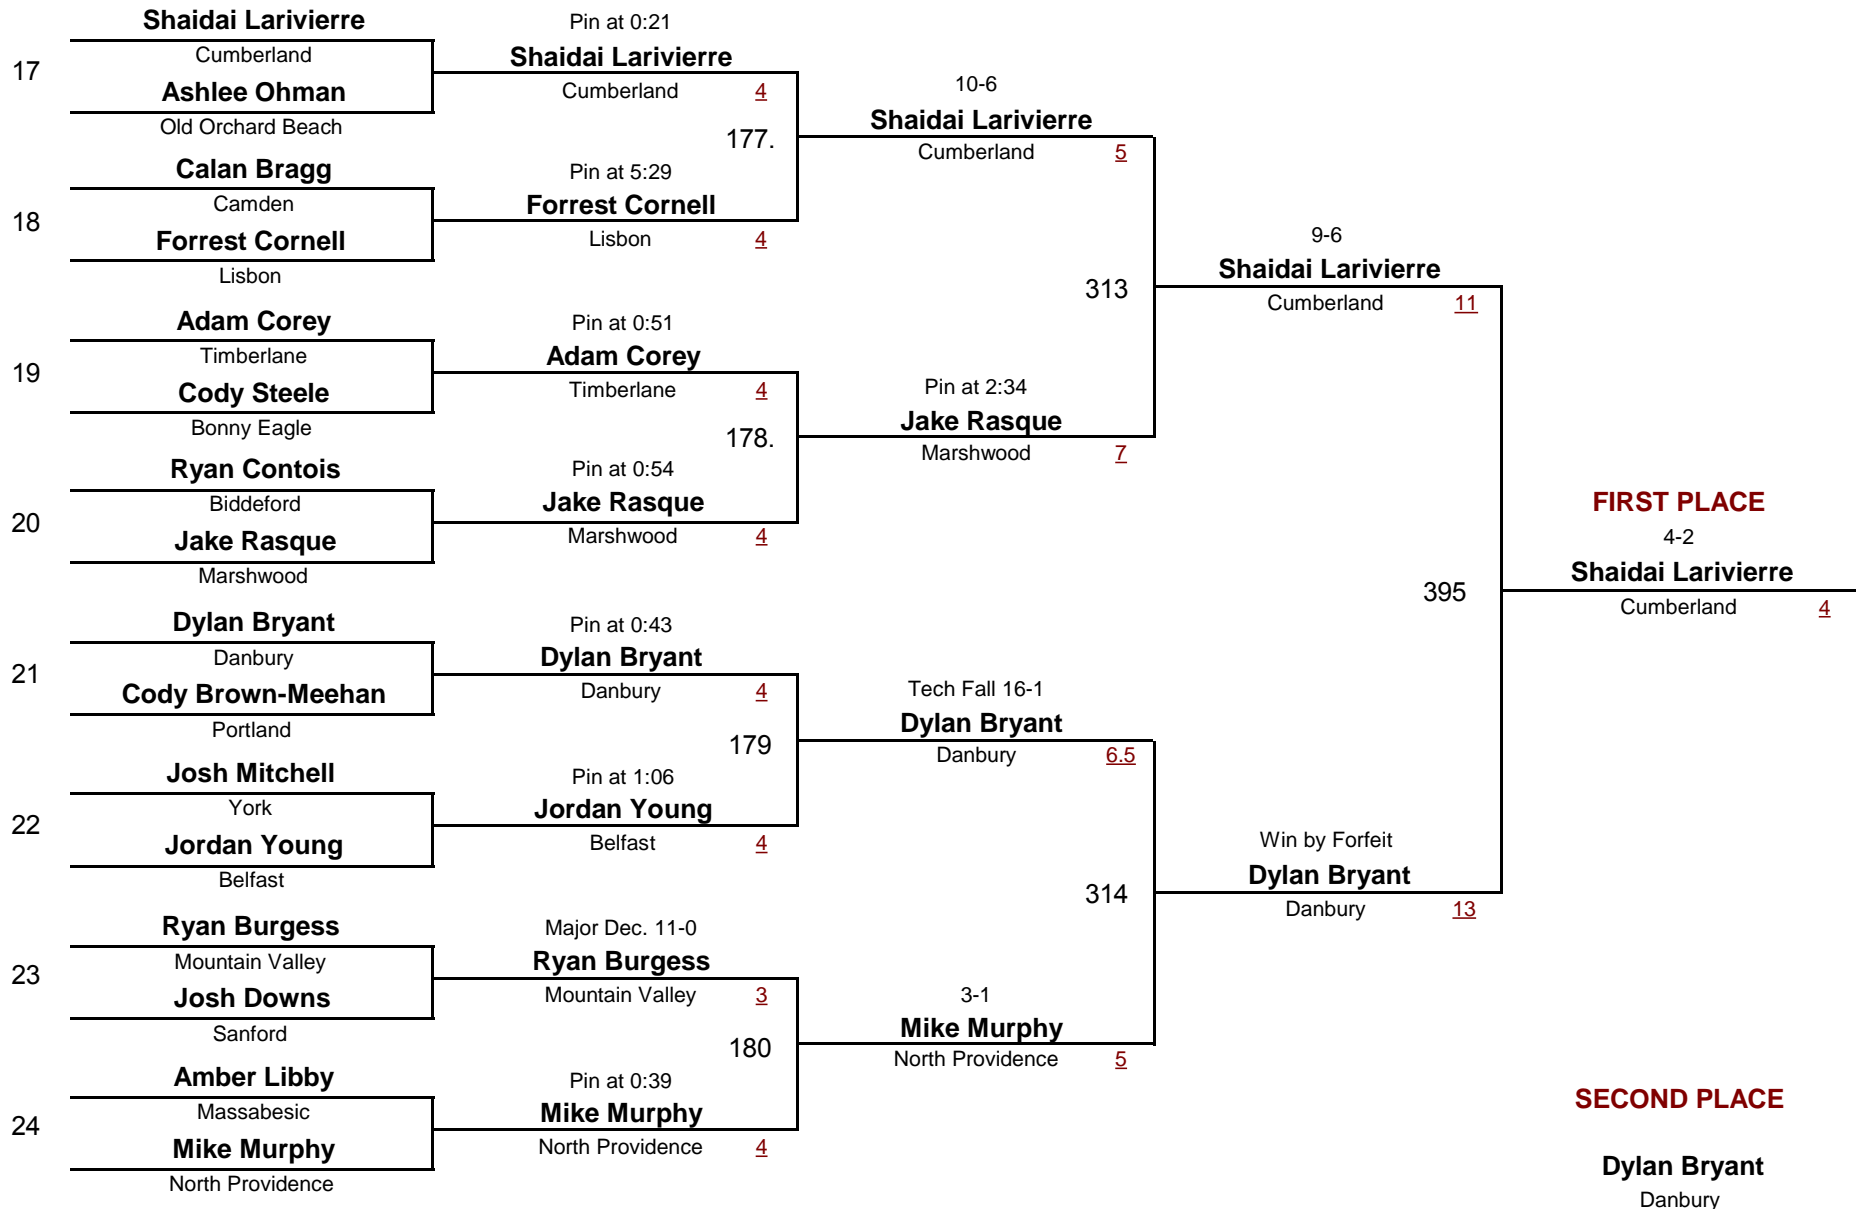 Shaidai Larivierre
Cumberland
17
Ashlee Ohman
Old Orchard Beach
Calan Bragg
Camden
18
Forrest Cornell
Lisbon
Adam Corey
Timberlane
19
Cody Steele
Bonny Eagle
Ryan Contois
Biddeford
20
Jake Rasque
Marshwood
Dylan Bryant
Danbury
21
Cody Brown-Meehan
Portland
Josh Mitchell
York
22
Jordan Young
Belfast
Ryan Burgess
Mountain Valley
23
Josh Downs
Sanford
Amber Libby
Massabesic
24
Mike Murphy
North Providence
Pin at 0:21
Shaidai Larivierre
Cumberland 4
177.
Pin at 5:29
Forrest Cornell
Lisbon 4
Pin at 0:51
Adam Corey
Timberlane 4
178.
Pin at 0:54
Jake Rasque
Marshwood 4
Pin at 0:43
Dylan Bryant
Danbury 4
179
Pin at 1:06
Jordan Young
Belfast 4
Major Dec. 11-0
Ryan Burgess
Mountain Valley 3
180
Pin at 0:39
Mike Murphy
North Providence 4
10-6
Shaidai Larivierre
Cumberland 5
313
Pin at 2:34
Jake Rasque
Marshwood 7
Tech Fall 16-1
Dylan Bryant
Danbury 6.5
314
3-1
Mike Murphy
North Providence 5
9-6
Shaidai Larivierre
Cumberland 11
395
Win by Forfeit
Dylan Bryant
Danbury 13
FIRST PLACE
4-2
Shaidai Larivierre
Cumberland 4
SECOND PLACE
Dylan Bryant
Danbury